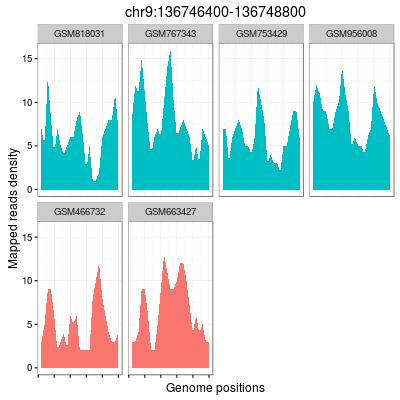 chr9:136746400-136748800
GSM818031 GSM767343 GSM753429 GSM956008
15
10
5
0
Mapped reads density
GSM466732 GSM663427
15
10
5
0
Genome positions